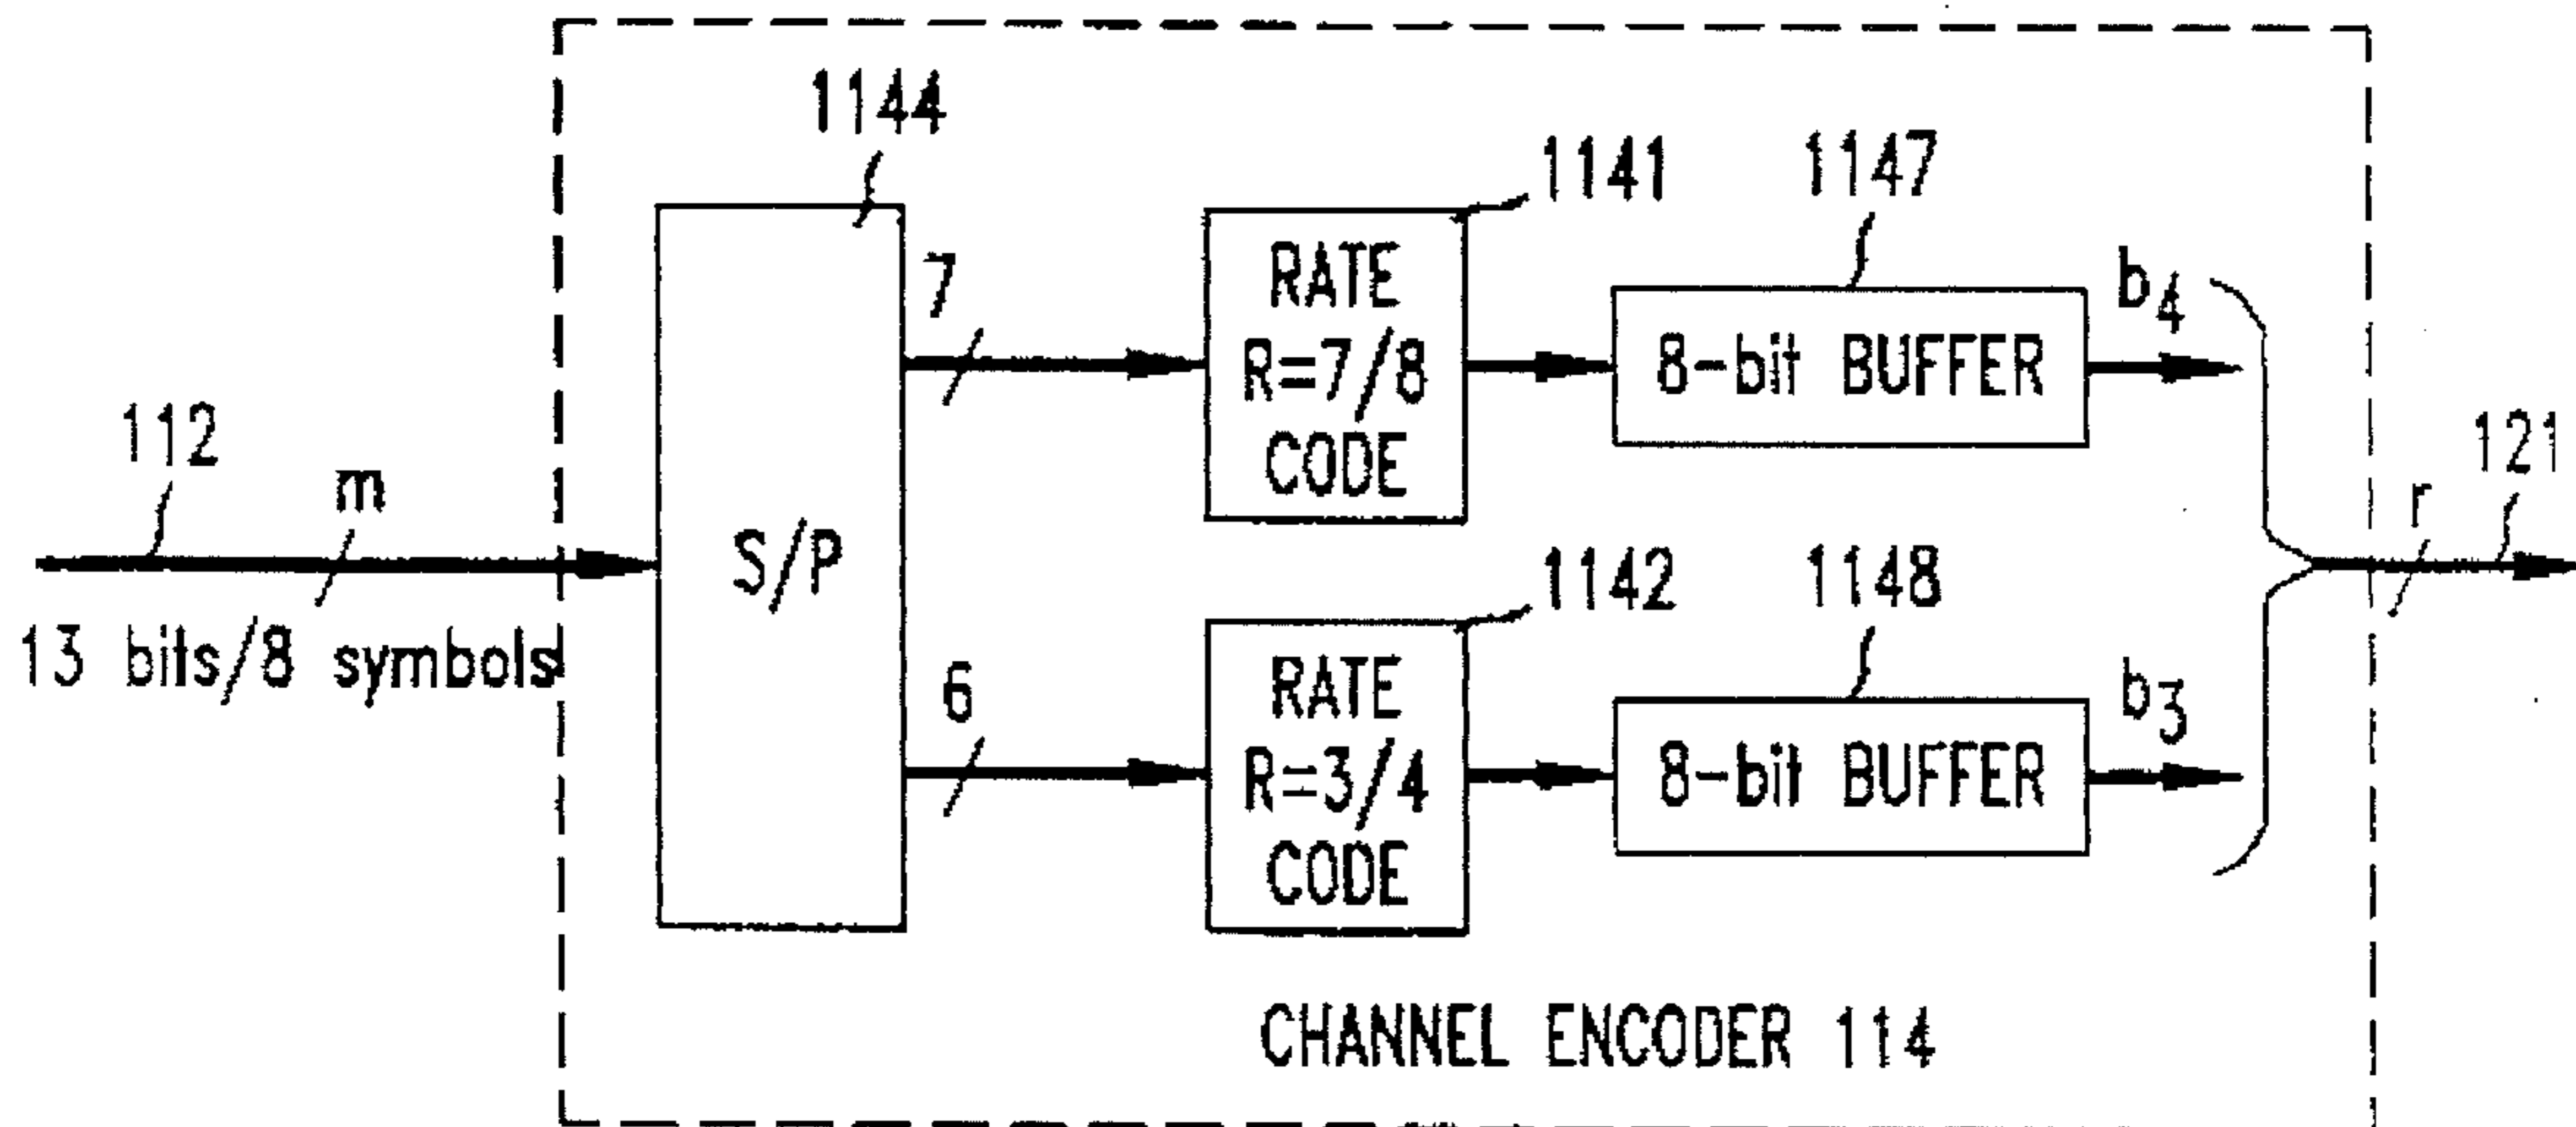 1144
1141
1147
7
RATE
R=7/8
CODE
8-bit BUFFER
b4
112
m
13 bits/8 symbols
S/P
r
121
1142
1148
6
RATE
R=3/4
CODE
8-bit BUFFER
b3
CHANNEL ENCODER 114